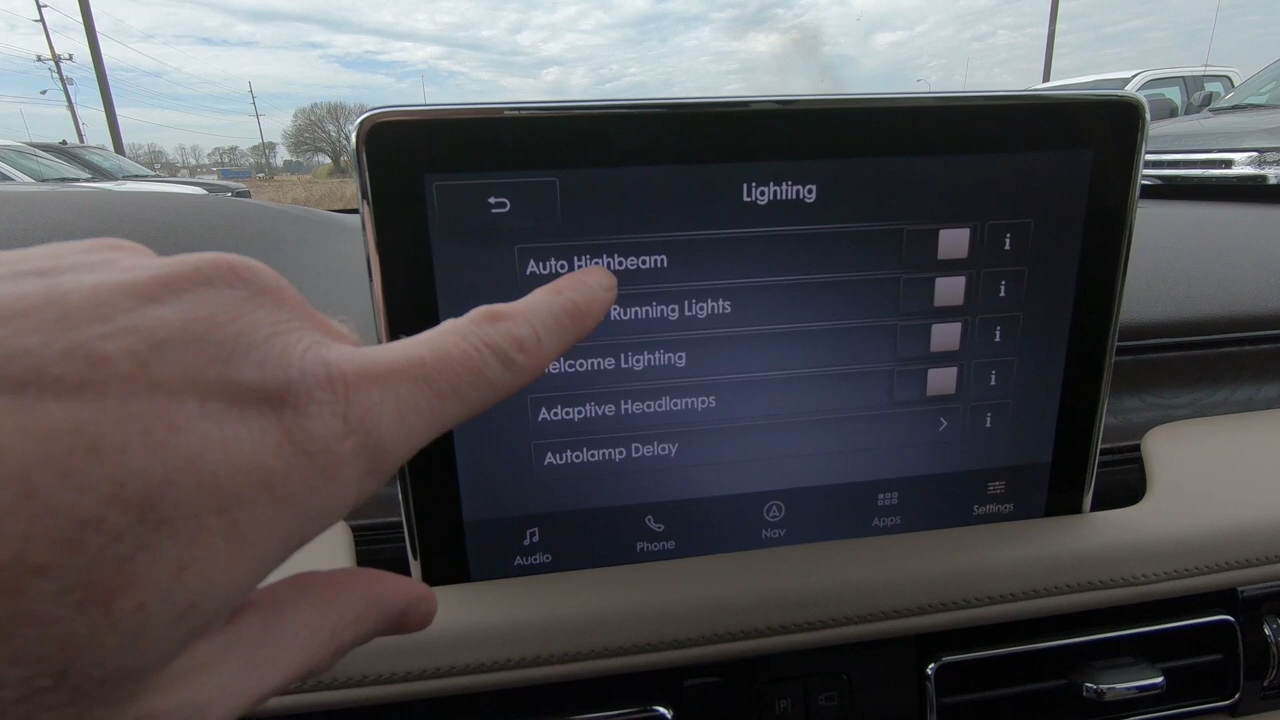 Lighting
Auto Highbeam
i
Running Lights
i
elcome Lighting
i
Adaptive Headlamps
i
Autolamp Delay
i
Audio
Phone
Nav
Apps
Settings